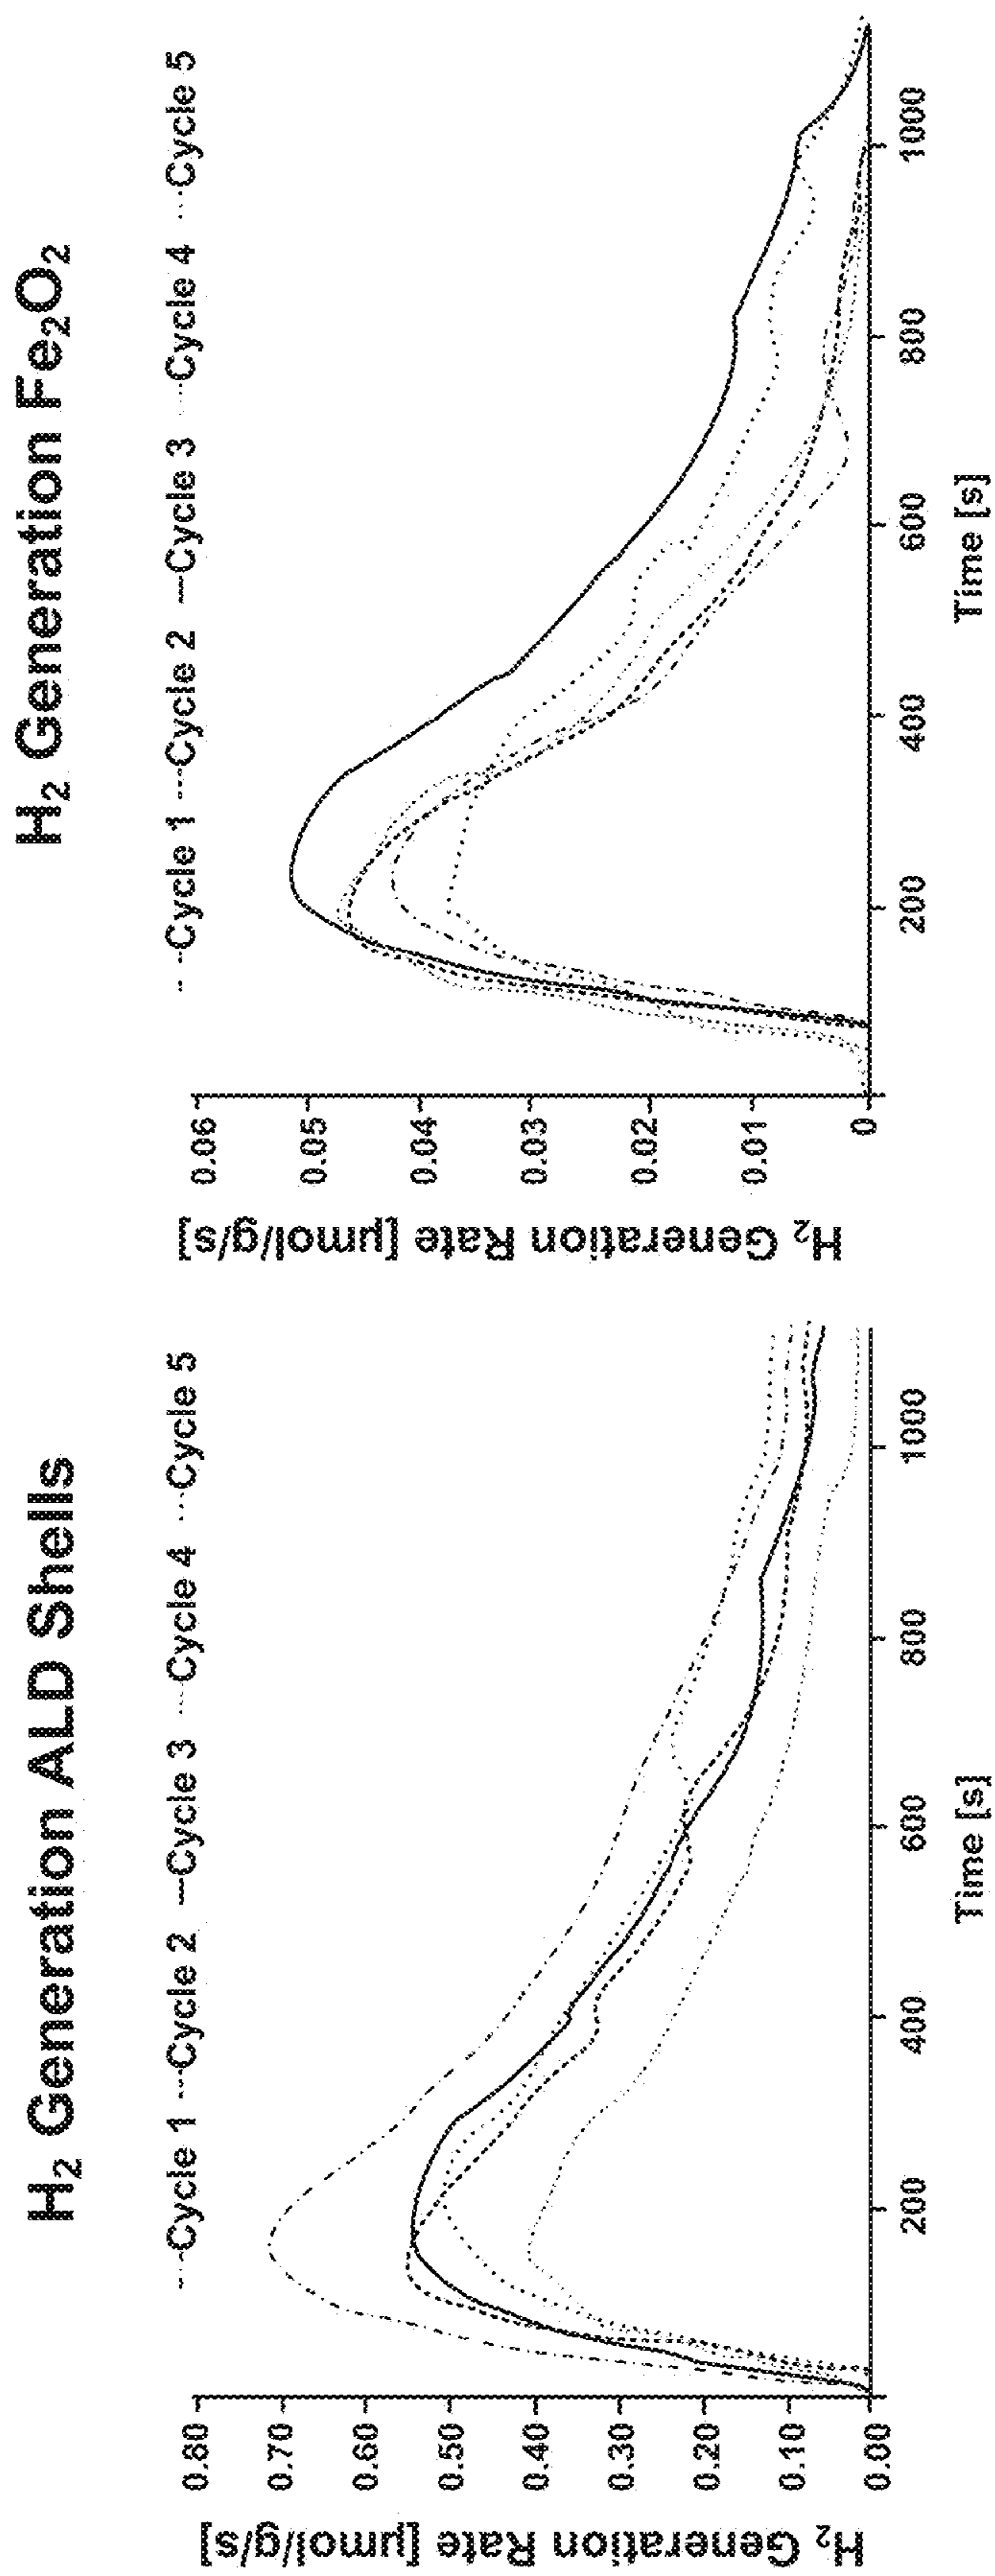 H2 Generation ALD Shells
Cycle 1 Cycle 2 Cycle 3 Cycle 4 Cycle 5
H2 Generation Rate [µmol/g/s]
0.80
0.70
0.60
0.50
0.40
0.30
0.20
0.10
0.00
200 400 600 800 1000
Time [s]
H2 Generation Fe2O2
Cycle 1 Cycle 2 Cycle 3 Cycle 4 Cycle 5
H2 Generation Rate [µmol/g/s]
0.06
0.05
0.04
0.03
0.02
0.01
0
200 400 600 800 1000
Time [s]